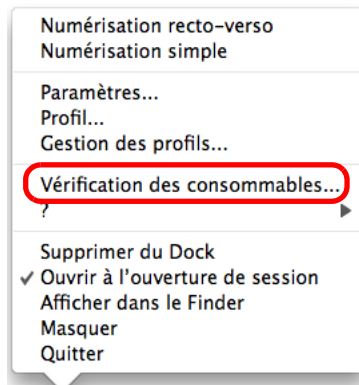 Numérisation recto-verso
Numérisation simple
Paramètres...
Profil...
Gestion des profils...
Vérification des consommables...
?
Supprimer du Dock
✓ Ouvrir à l'ouverture de session
Afficher dans le Finder
Masquer
Quitter